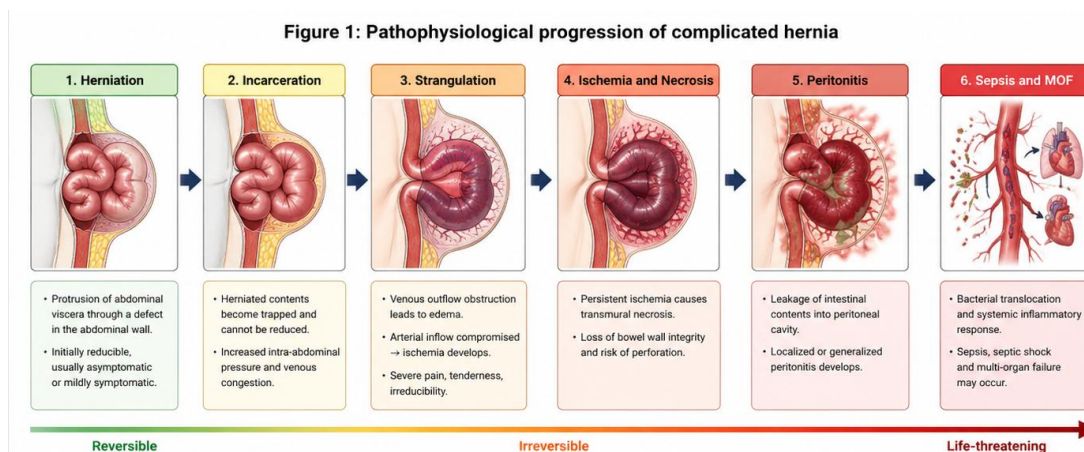 Figure 1: Pathophysiological progression of complicated hernia
1. Herniation
• Protrusion of abdominal
viscera through a defect
in the abdominal wall.
• Initially reducible,
usually asymptomatic
or mildly symptomatic.
2. Incarceration
• Herniated contents
become trapped and
cannot be reduced.
• Increased intra-abdominal
pressure and venous
congestion.
3. Strangulation
• Venous outflow obstruction
leads to edema.
• Arterial inflow compromised
→ ischemia develops.
• Severe pain, tenderness,
irreducibility.
4. Ischemia and Necrosis
• Persistent ischemia causes
transmural necrosis.
• Loss of bowel wall integrity
and risk of perforation.
5. Peritonitis
• Leakage of intestinal
contents into peritoneal
cavity.
• Localized or generalized
peritonitis develops.
6. Sepsis and MOF
• Bacterial translocation
and systemic inflammatory
response.
• Sepsis, septic shock
and multi-organ failure
may occur.
Reversible
Irreversible
Life-threatening